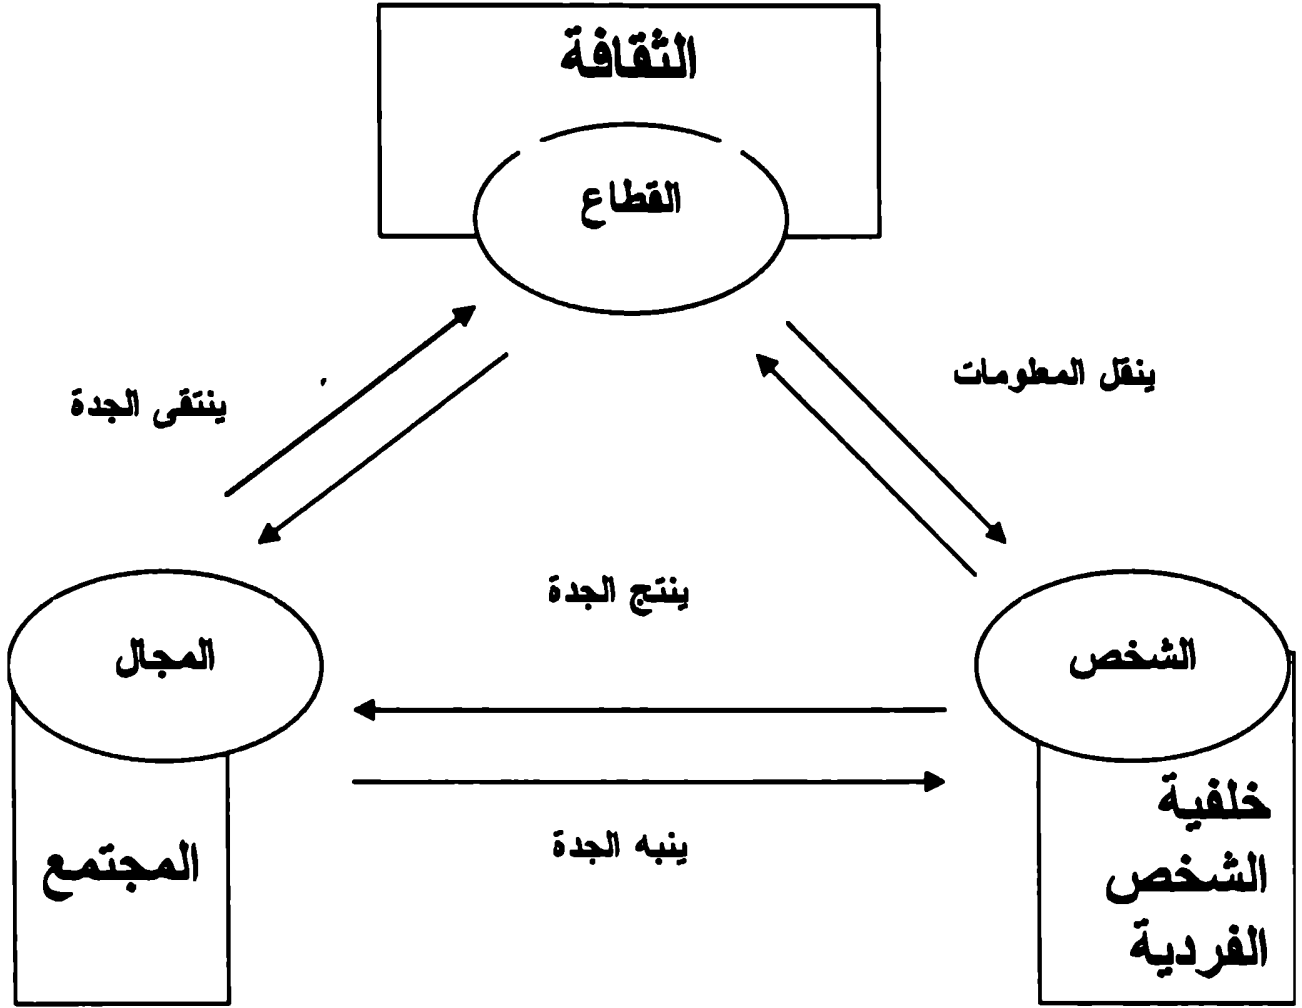 الثقافة
القطاع
ينقل المعلومات
ينتقى الجدة
ينتج الجدة
الشخص
المجال
ينبه الجدة
خلفية
الشخص
الفردية
المجتمع